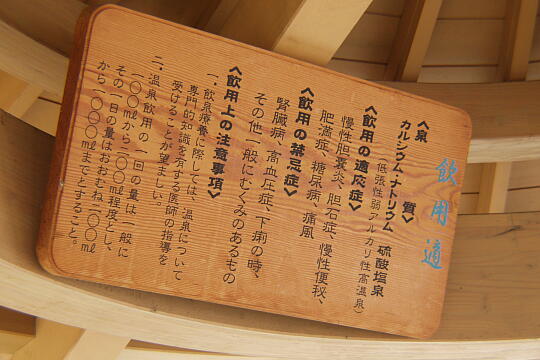 飲用適
〈泉 質〉
カルシウム・ナトリウム 硫酸塩泉
（低張性弱アルカリ性高温泉）
〈飲用の適応症〉
慢性胆嚢炎、胆石症、慢性便秘、
肥満症、糖尿病、痛風
〈飲用の禁忌症〉
腎臓病、高血圧症、下痢の時、
その他一般にむくみのあるもの
〈飲用上の注意事項〉
一、飲泉療養に際しては、温泉について
専門的知識を有する医師の指導を
受けることが望ましい。
二、温泉飲用の一回の量は一般に
一〇〇mlから二〇〇ml程度とし、
その一日の量はおおむね二〇〇ml
から一〇〇〇mlまでとすること。